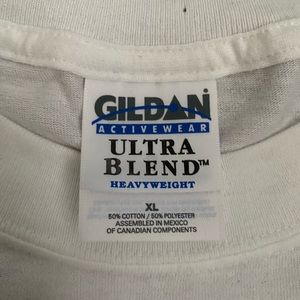 GILDAN
ACTIVEWEAR
ULTRA
BLEND™
HEAVYWEIGHT
XL
50% COTTON / 50% POLYESTER
ASSEMBLED IN MEXICO
OF CANADIAN COMPONENTS